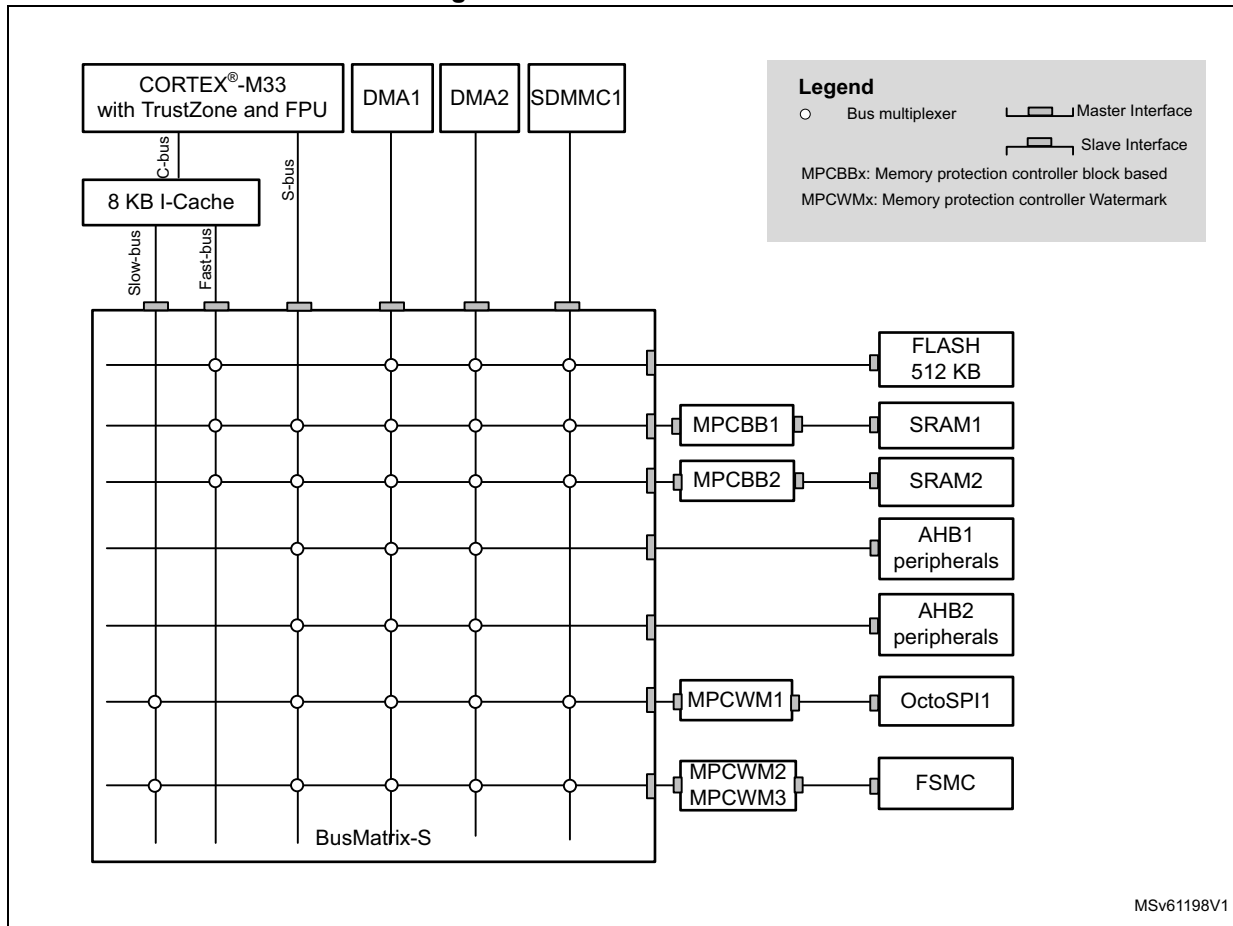 CORTEX®-M33
with TrustZone and FPU
DMA1
DMA2
SDMMC1
Legend
Bus multiplexer
Master Interface
Slave Interface
MPCBBx: Memory protection controller block based
MPCWMx: Memory protection controller Watermark
C-bus
S-bus
8 KB I-Cache
Slow-bus
Fast-bus
FLASH
512 KB
MPCBB1
SRAM1
MPCBB2
SRAM2
AHB1
peripherals
AHB2
peripherals
MPCWM1
OctoSPI1
MPCWM2
MPCWM3
FSMC
BusMatrix-S
MSv61198V1